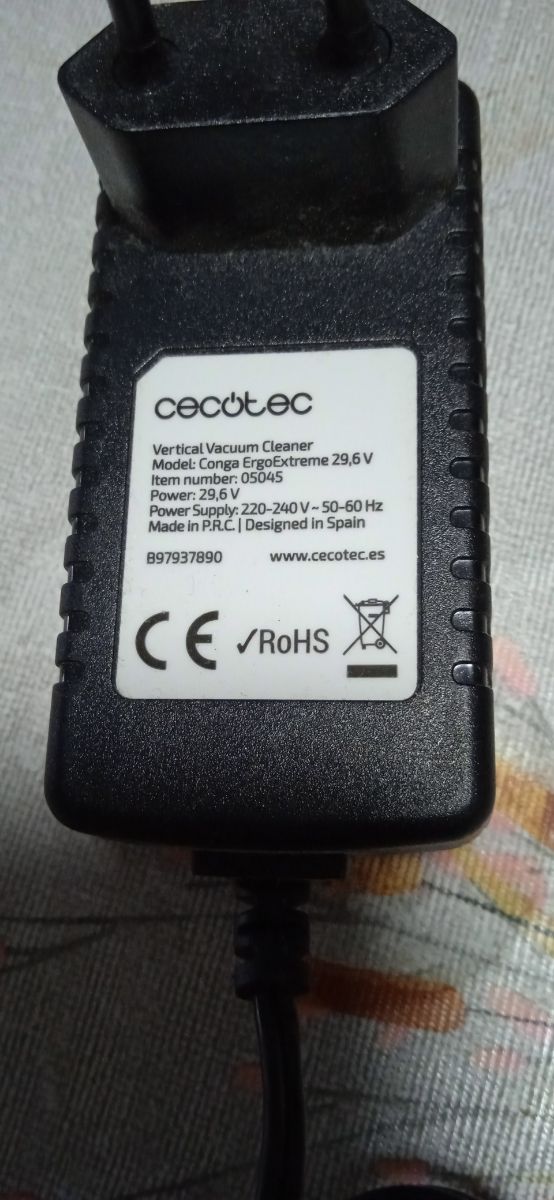 cecotec
Vertical Vacuum Cleaner
Model: Conga ErgoExtreme 29,6 V
Item number: 05045
Power: 29,6 V
Power Supply: 220-240 V ~ 50-60 Hz
Made in P.R.C. | Designed in Spain
B97937890 www.cecotec.es
CE ✓RoHS